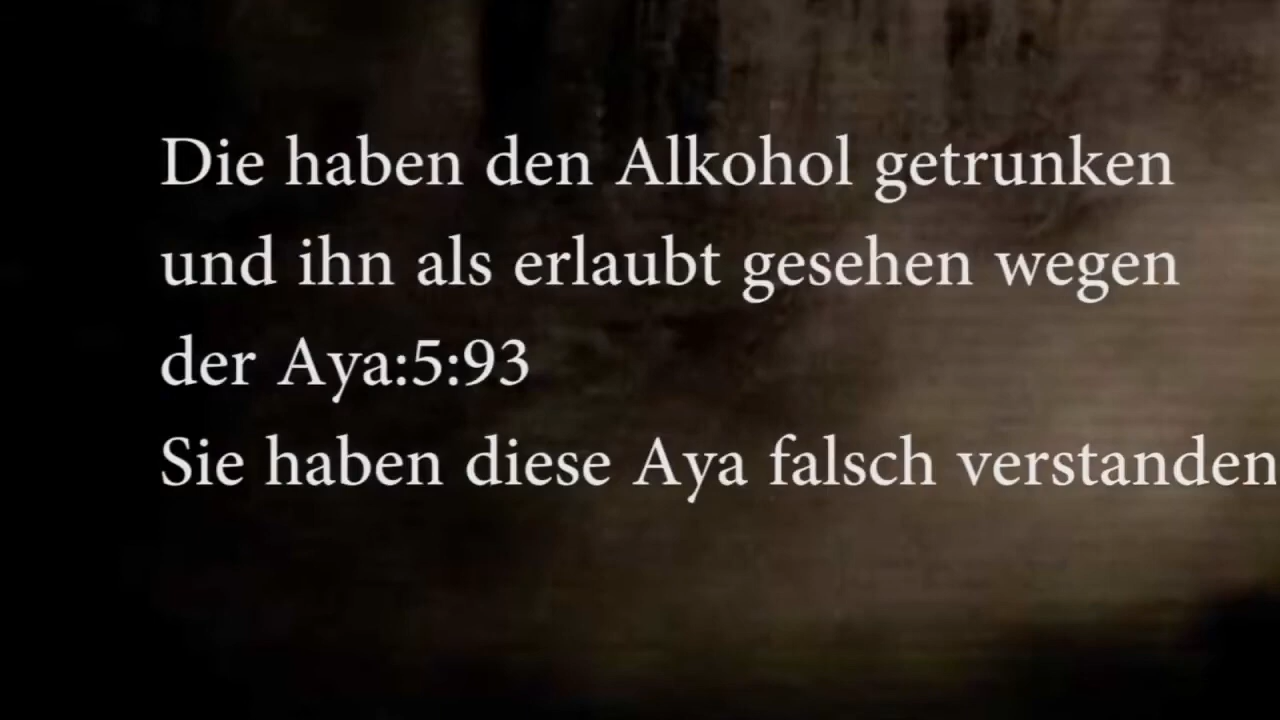 Die haben den Alkohol getrunken
und ihn als erlaubt gesehen wegen
der Aya:5:93
Sie haben diese Aya falsch verstanden